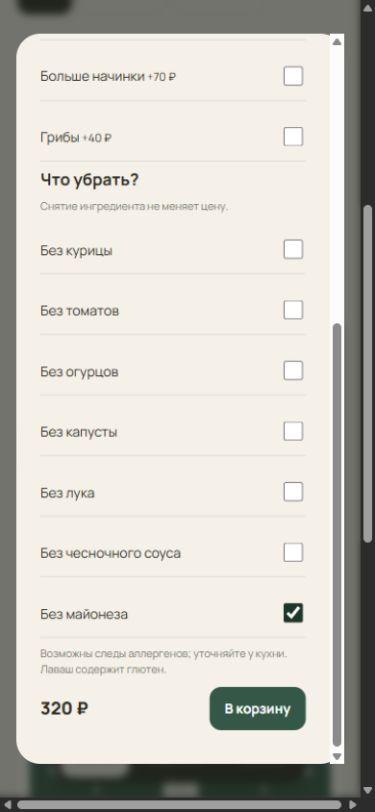 Больше начинки +70 ₽
Грибы +40 ₽
Что убрать?
Снятие ингредиента не меняет цену.
Без курицы
Без томатов
Без огурцов
Без капусты
Без лука
Без чесночного соуса
Без майонеза
Возможны следы аллергенов; уточняйте у кухни.
Лаваш содержит глютен.
320 ₽ В корзину